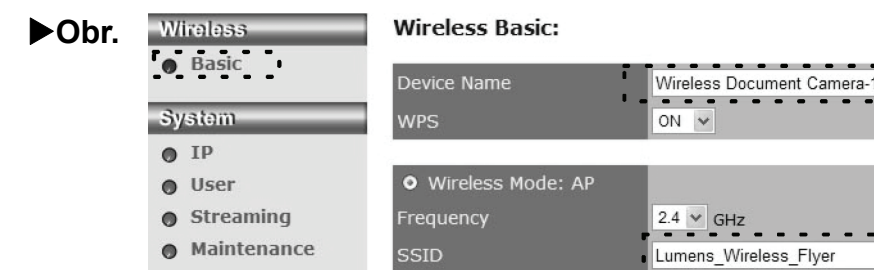 ▶Obr.
Wireless
Basic
System
IP
User
Streaming
Maintenance
Wireless Basic:
Device Name Wireless Document Camera-1
WPS ON
Wireless Mode: AP
Frequency 2.4 GHz
SSID Lumens_Wireless_Flyer